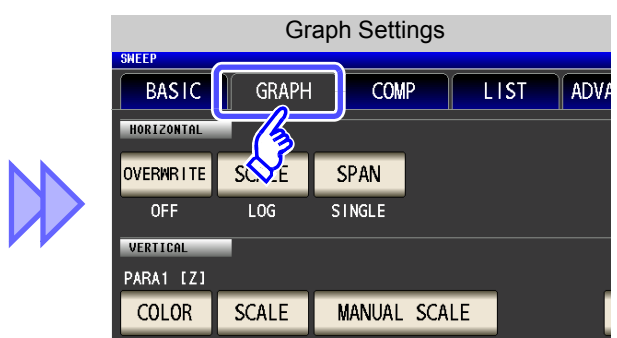 Graph Settings
SWEEP
BASIC GRAPH COMP LIST ADVA
HORIZONTAL
OVERWRITE SCALE SPAN
OFF LOG SINGLE
VERTICAL
PARA1 [Z]
COLOR SCALE MANUAL SCALE